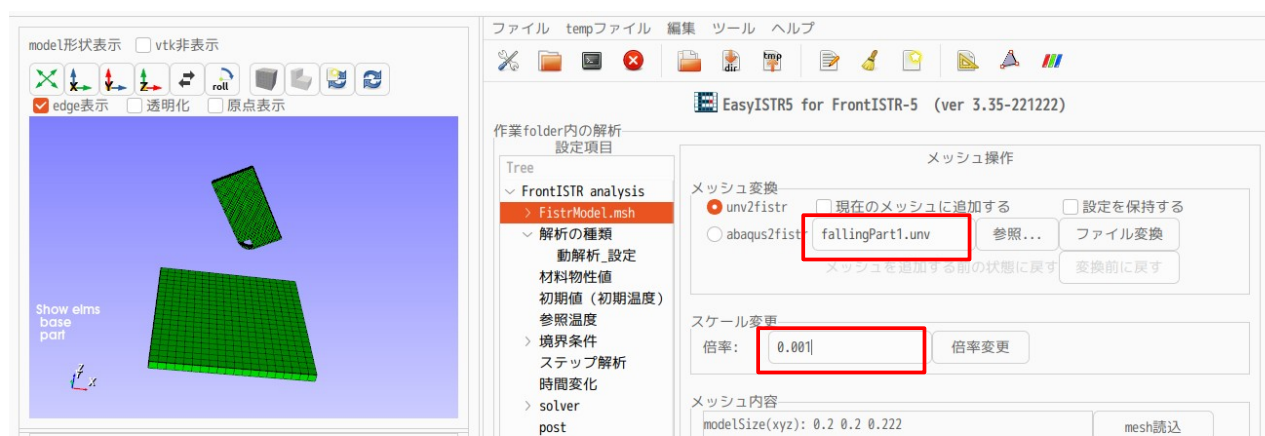 model形状表示 vtk非表示
roll
edge表示 透明化 原点表示
Show elms
base
part
z
x
ファイル tempファイル 編集 ツール ヘルプ
dir tmp
EasyISTR5 for FrontISTR-5 (ver 3.35-221222)
作業folder内の解析
設定項目
Tree
FrontISTR analysis
FistrModel.msh
解析の種類
動解析_設定
材料物性値
初期値（初期温度）
参照温度
境界条件
ステップ解析
時間変化
solver
post
メッシュ操作
メッシュ変換
unv2fistr 現在のメッシュに追加する 設定を保持する
abaqus2fistr fallingPart1.unv 参照... ファイル変換
メッシュを追加する前の状態に戻す 変換前に戻す
スケール変更
倍率: 0.001 倍率変更
メッシュ内容
modelSize(xyz): 0.2 0.2 0.222 mesh読込